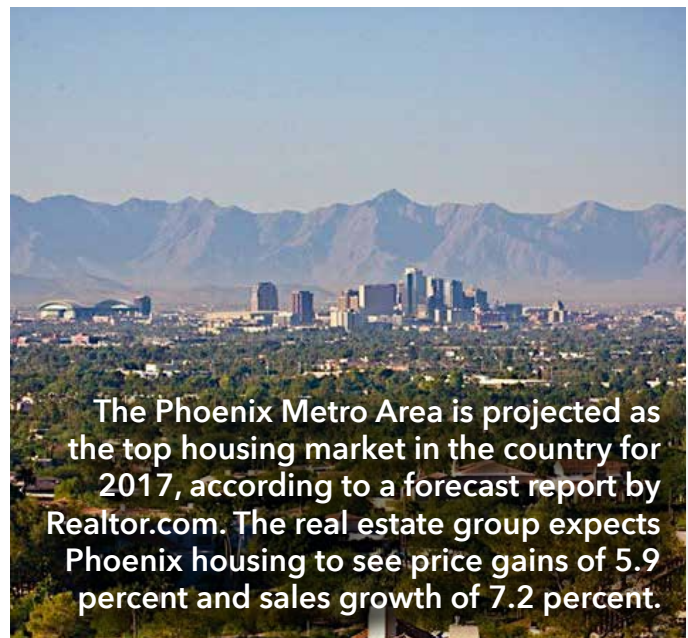 The Phoenix Metro Area is projected as
the top housing market in the country for
2017, according to a forecast report by
Realtor.com. The real estate group expects
Phoenix housing to see price gains of 5.9
percent and sales growth of 7.2 percent.